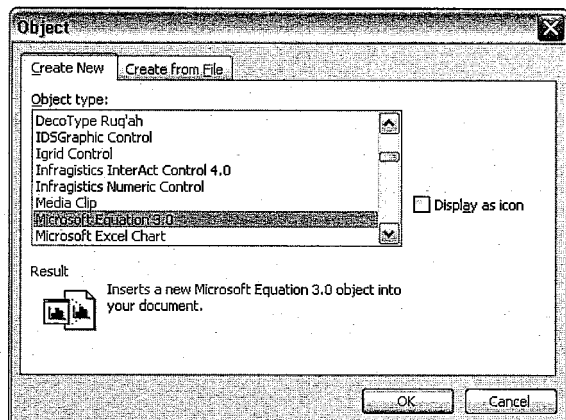 Object
Create New
Create from File
Object type:
DecoType Ruq'ah
IDSGraphic Control
Igrid Control
Infragistics InterAct Control 4.0
Infragistics Numeric Control
Media Clip
Microsoft Equation 3.0
Microsoft Excel Chart
Display as icon
Result
Inserts a new Microsoft Equation 3.0 object into
your document.
OK
Cancel